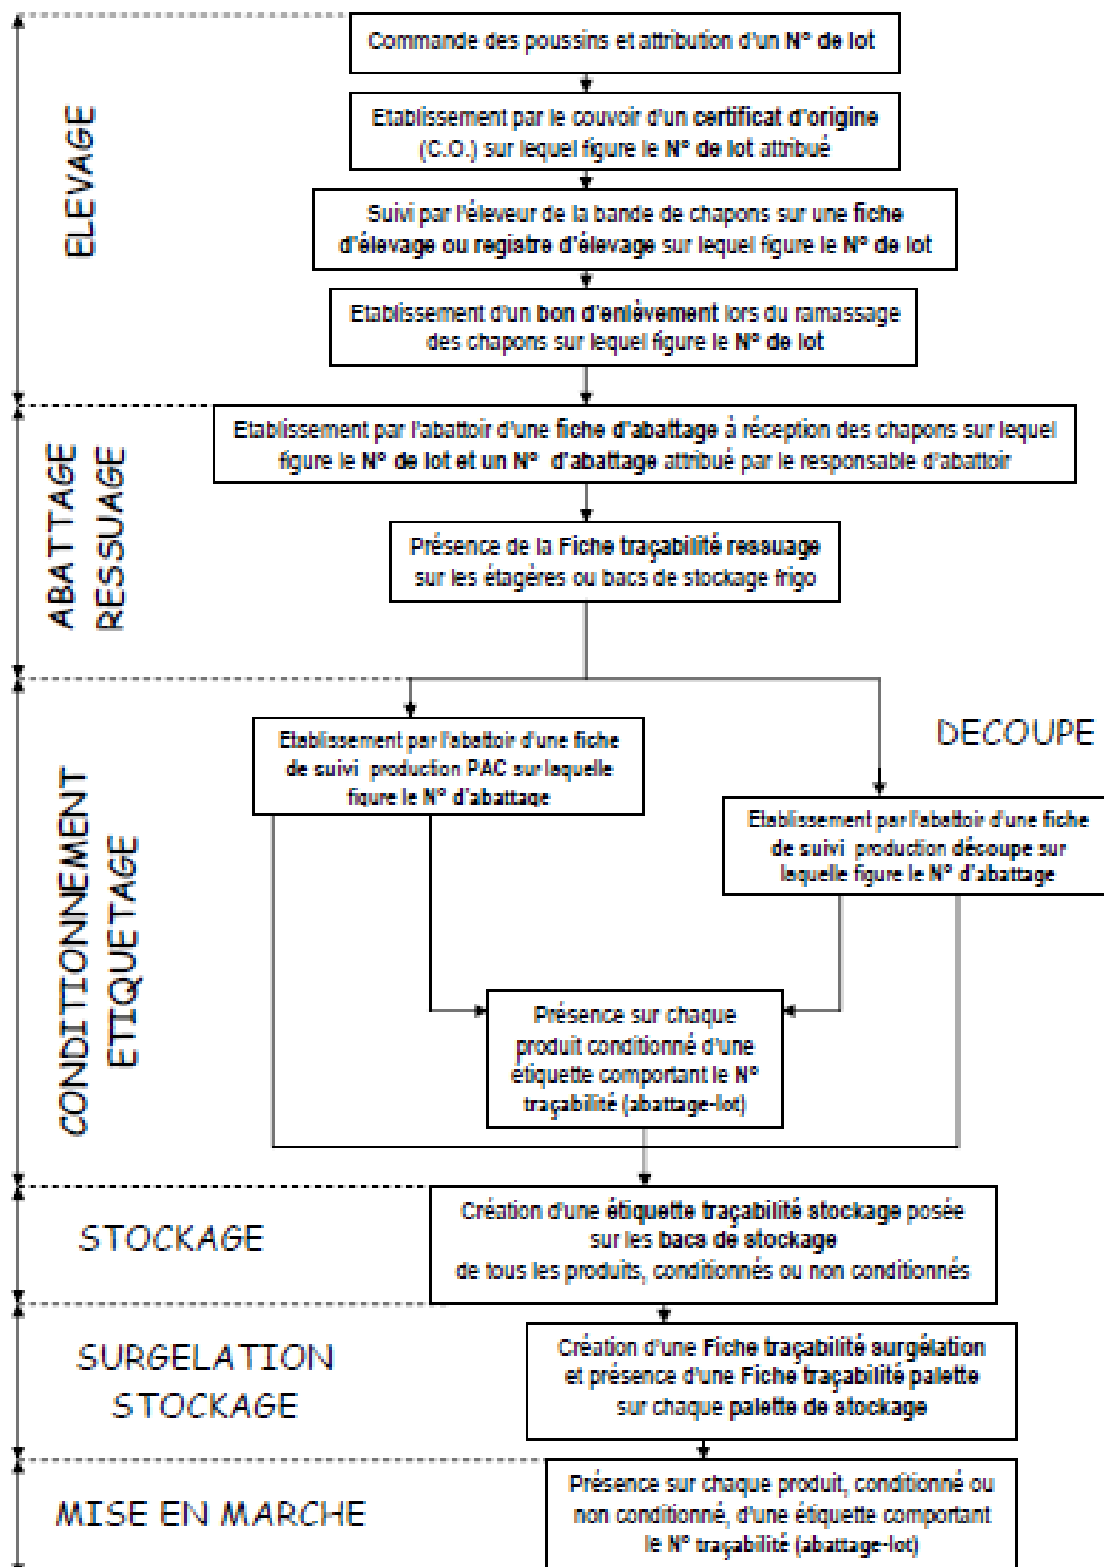 Commande des poussins et attribution d'un N° de lot
ELEVAGE
Etablissement par le couvoir d'un certificat d'origine
(C.O.) sur lequel figure le N° de lot attribué
Suivi par l'éleveur de la bande de chapons sur une fiche
d'élevage ou registre d'élevage sur lequel figure le N° de lot
Etablissement d'un bon d'enlèvement lors du ramassage
des chapons sur lequel figure le N° de lot
ABATTAGE
RESSUAGE
Etablissement par l'abattoir d'une fiche d'abattage à réception des chapons sur lequel
figure le N° de lot et un N° d'abattage attribué par le responsable d'abattoir
Présence de la Fiche traçabilité ressuage
sur les étagères ou bacs de stockage frigo
CONDITIONNEMENT
ETIQUETAGE
Etablissement par l'abattoir d'une fiche
de suivi production PAC sur laquelle
figure le N° d'abattage
DECOUPE
Etablissement par l'abattoir d'une fiche
de suivi production découpe sur
laquelle figure le N° d'abattage
Présence sur chaque
produit conditionné d'une
étiquette comportant le N°
traçabilité (abattage-lot)
STOCKAGE
Création d'une étiquette traçabilité stockage posée
sur les bacs de stockage
de tous les produits, conditionnés ou non conditionnés
SURGELATION
STOCKAGE
Création d'une Fiche traçabilité surgélation
et présence d'une Fiche traçabilité palette
sur chaque palette de stockage
MISE EN MARCHE
Présence sur chaque produit, conditionné ou
non conditionné, d'une étiquette comportant
le N° traçabilité (abattage-lot)